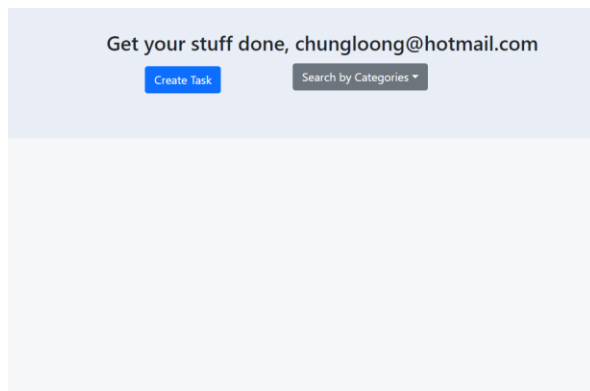 Get your stuff done, chungloong@hotmail.com
Create Task
Search by Categories